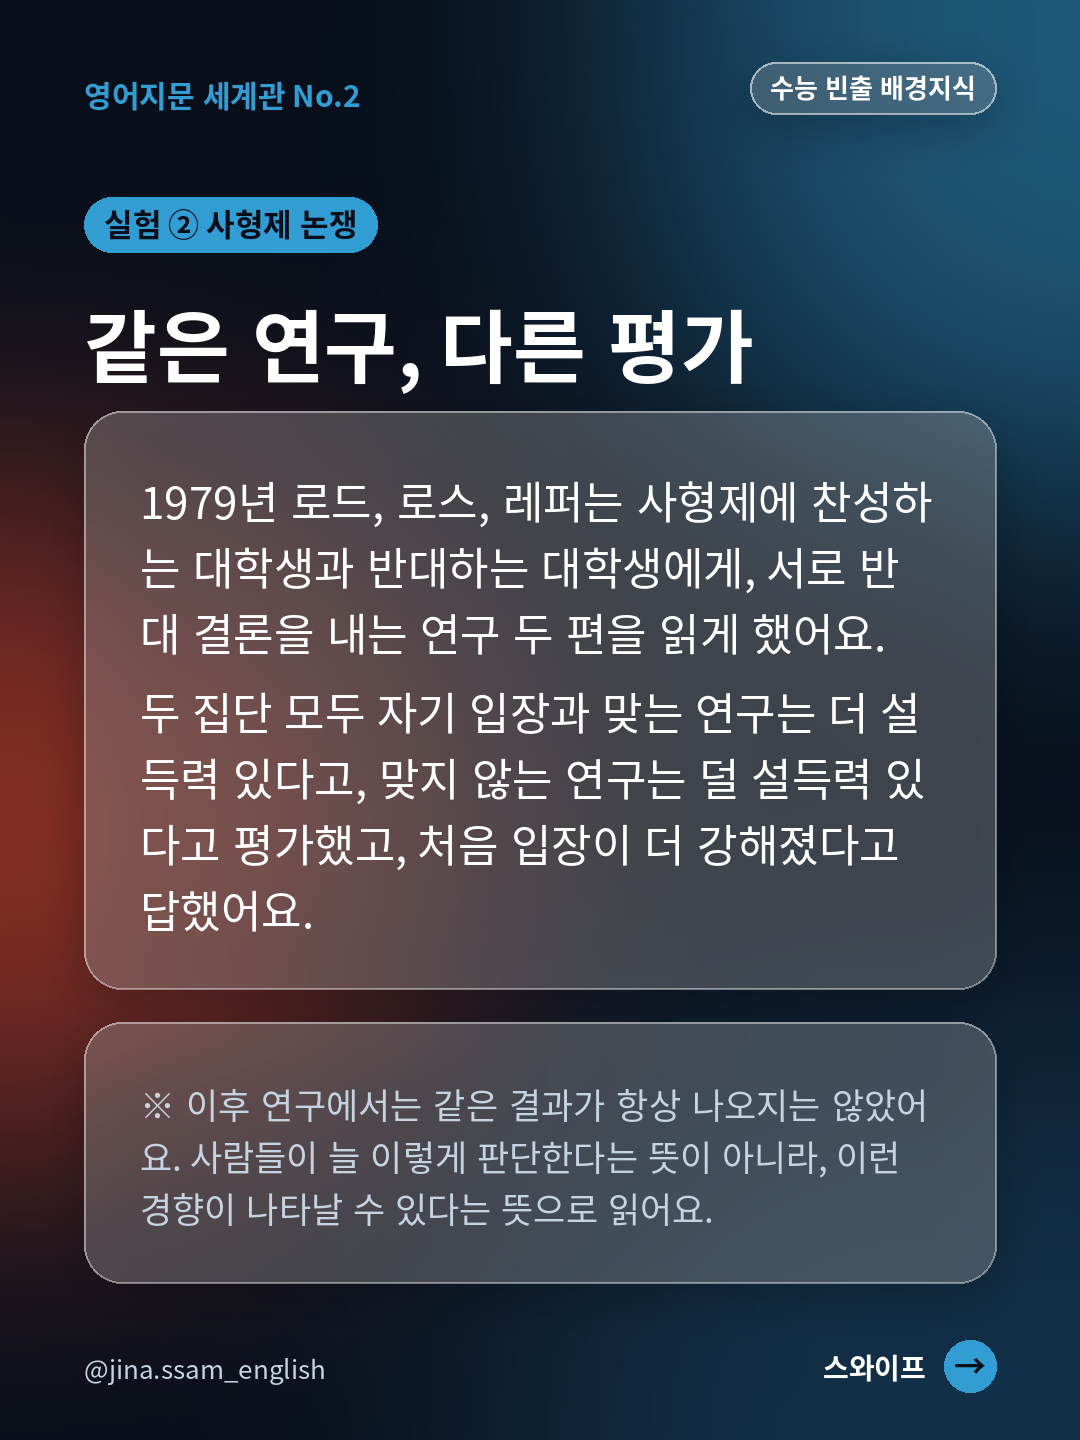 영어지문 세계관 No.2
수능 빈출 배경지식
실험 ② 사형제 논쟁
같은 연구, 다른 평가
1979년 로드, 로스, 레퍼는 사형제에 찬성하
는 대학생과 반대하는 대학생에게, 서로 반
대 결론을 내는 연구 두 편을 읽게 했어요.
두 집단 모두 자기 입장과 맞는 연구는 더 설
득력 있다고, 맞지 않는 연구는 덜 설득력 있
다고 평가했고, 처음 입장이 더 강해졌다고
답했어요.
※ 이후 연구에서는 같은 결과가 항상 나오지는 않았어
요. 사람들이 늘 이렇게 판단한다는 뜻이 아니라, 이런
경향이 나타날 수 있다는 뜻으로 읽어요.
@jina.ssam_english
스와이프 →